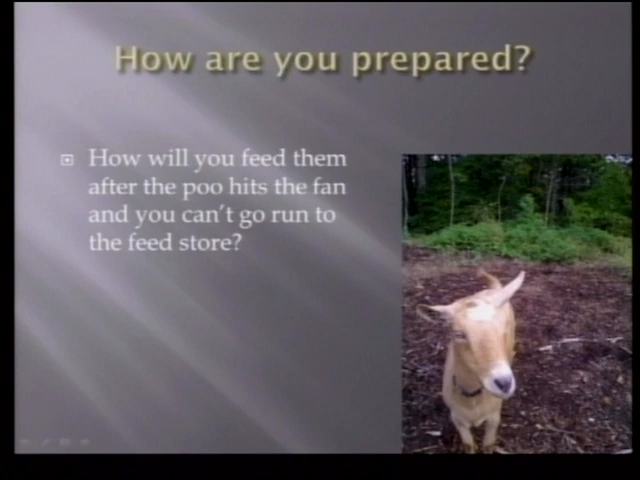 How are you prepared?
How will you feed them
after the poo hits the fan
and you can't go run to
the feed store?